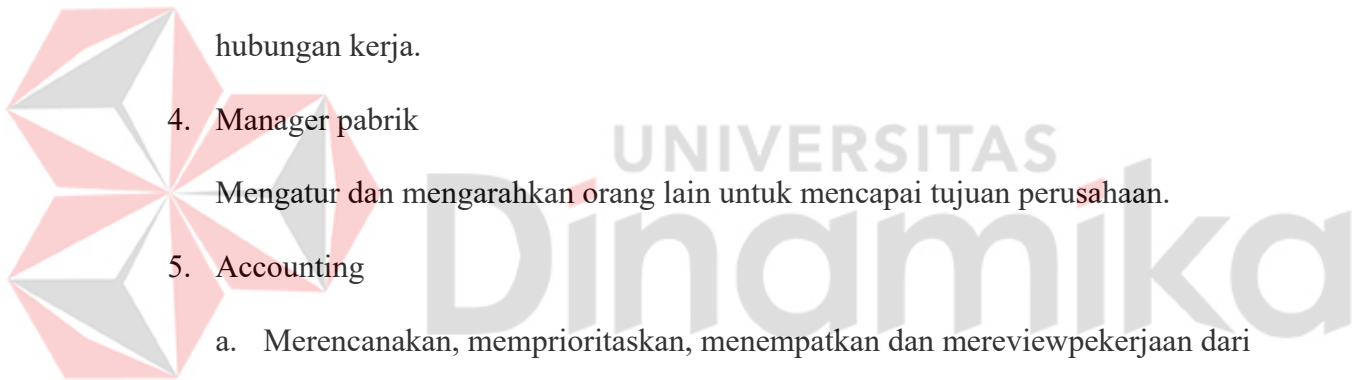 hubungan kerja.
4. Manager pabrik
UNIVERSITAS
Mengatur dan mengarahkan orang lain untuk mencapai tujuan perusahaan.
Dinamika
5. Accounting
a. Merencanakan, memprioritaskan, menempatkan dan mereviewpekerjaan dari